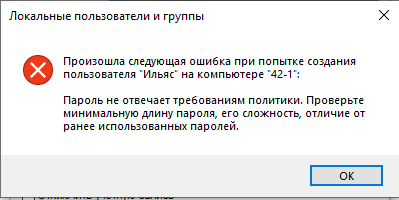 Локальные пользователи и группы
Произошла следующая ошибка при попытке создания
пользователя "Ильяс" на компьютере "42-1":
Пароль не отвечает требованиям политики. Проверьте
минимальную длину пароля, его сложность, отличие от
ранее использованных паролей.
ОК